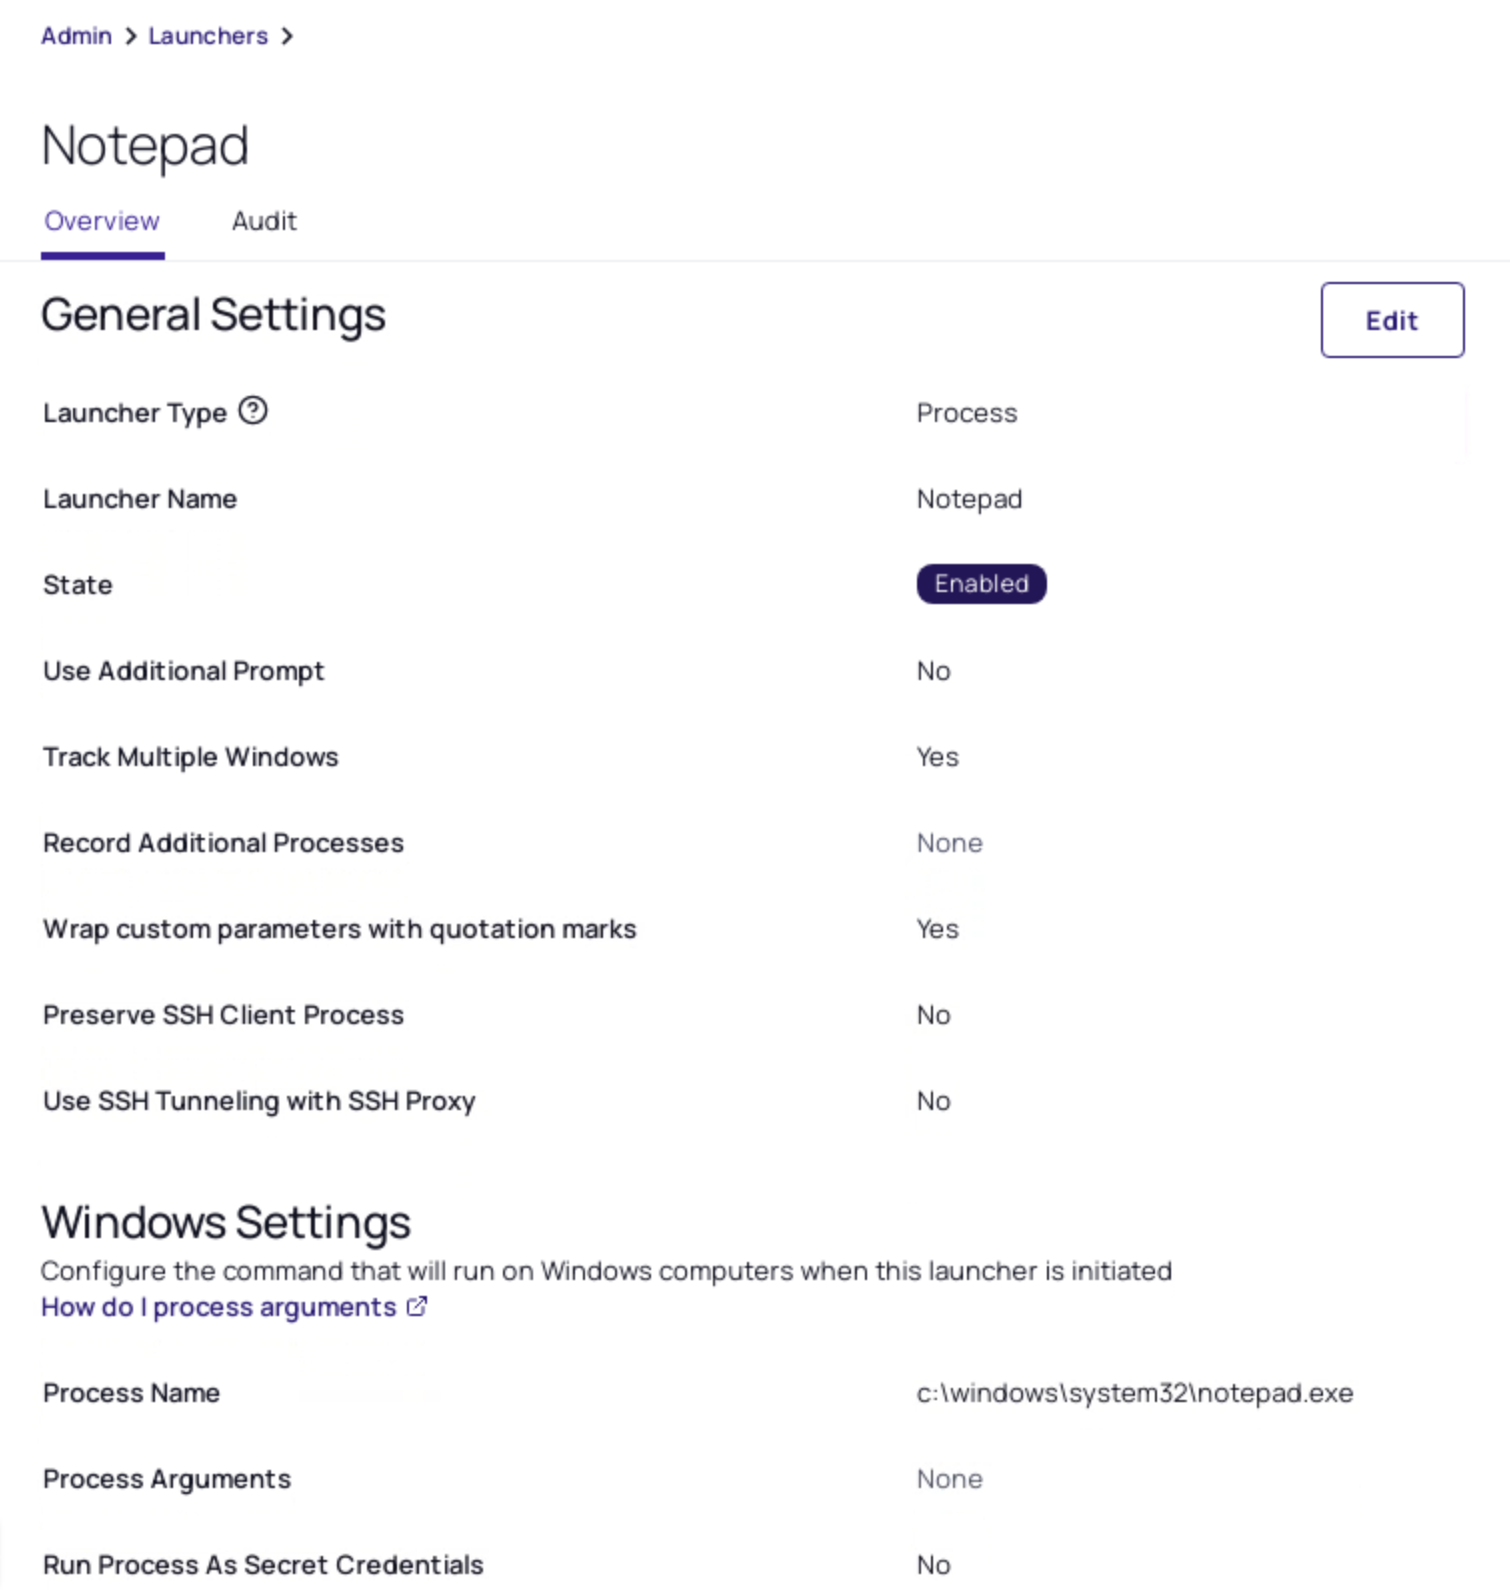 Admin > Launchers >
Notepad
Overview Audit
General Settings Edit
Launcher Type ? Process
Launcher Name Notepad
State Enabled
Use Additional Prompt No
Track Multiple Windows Yes
Record Additional Processes None
Wrap custom parameters with quotation marks Yes
Preserve SSH Client Process No
Use SSH Tunneling with SSH Proxy No
Windows Settings
Configure the command that will run on Windows computers when this launcher is initiated
How do I process arguments
Process Name c:\windows\system32\notepad.exe
Process Arguments None
Run Process As Secret Credentials No